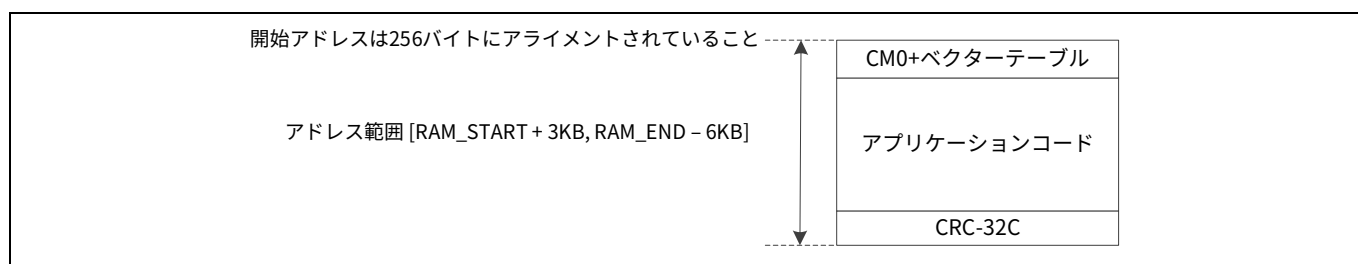 開始アドレスは256バイトにアライメントされていること
CM0+ベクターテーブル
アドレス範囲 [RAM_START + 3KB, RAM_END – 6KB]
アプリケーションコード
CRC-32C